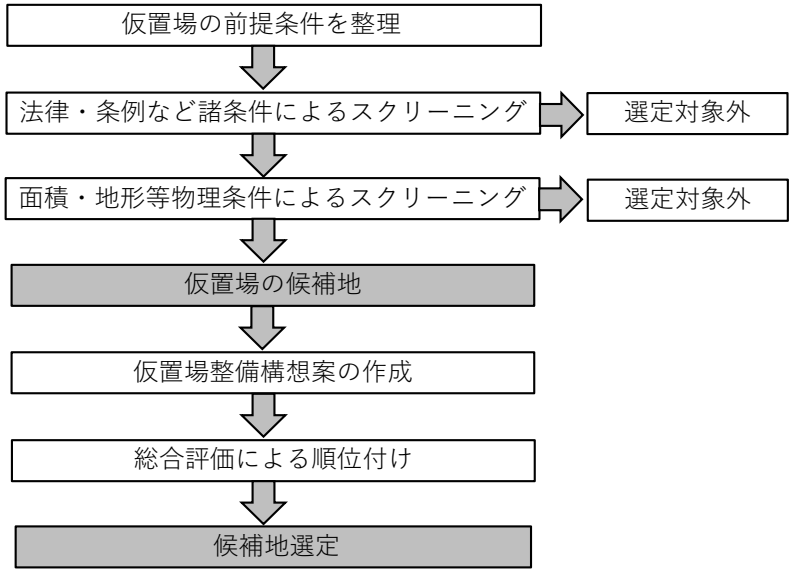 仮置場の前提条件を整理
法律・条例など諸条件によるスクリーニング
選定対象外
面積・地形等物理条件によるスクリーニング
選定対象外
仮置場の候補地
仮置場整備構想案の作成
総合評価による順位付け
候補地選定